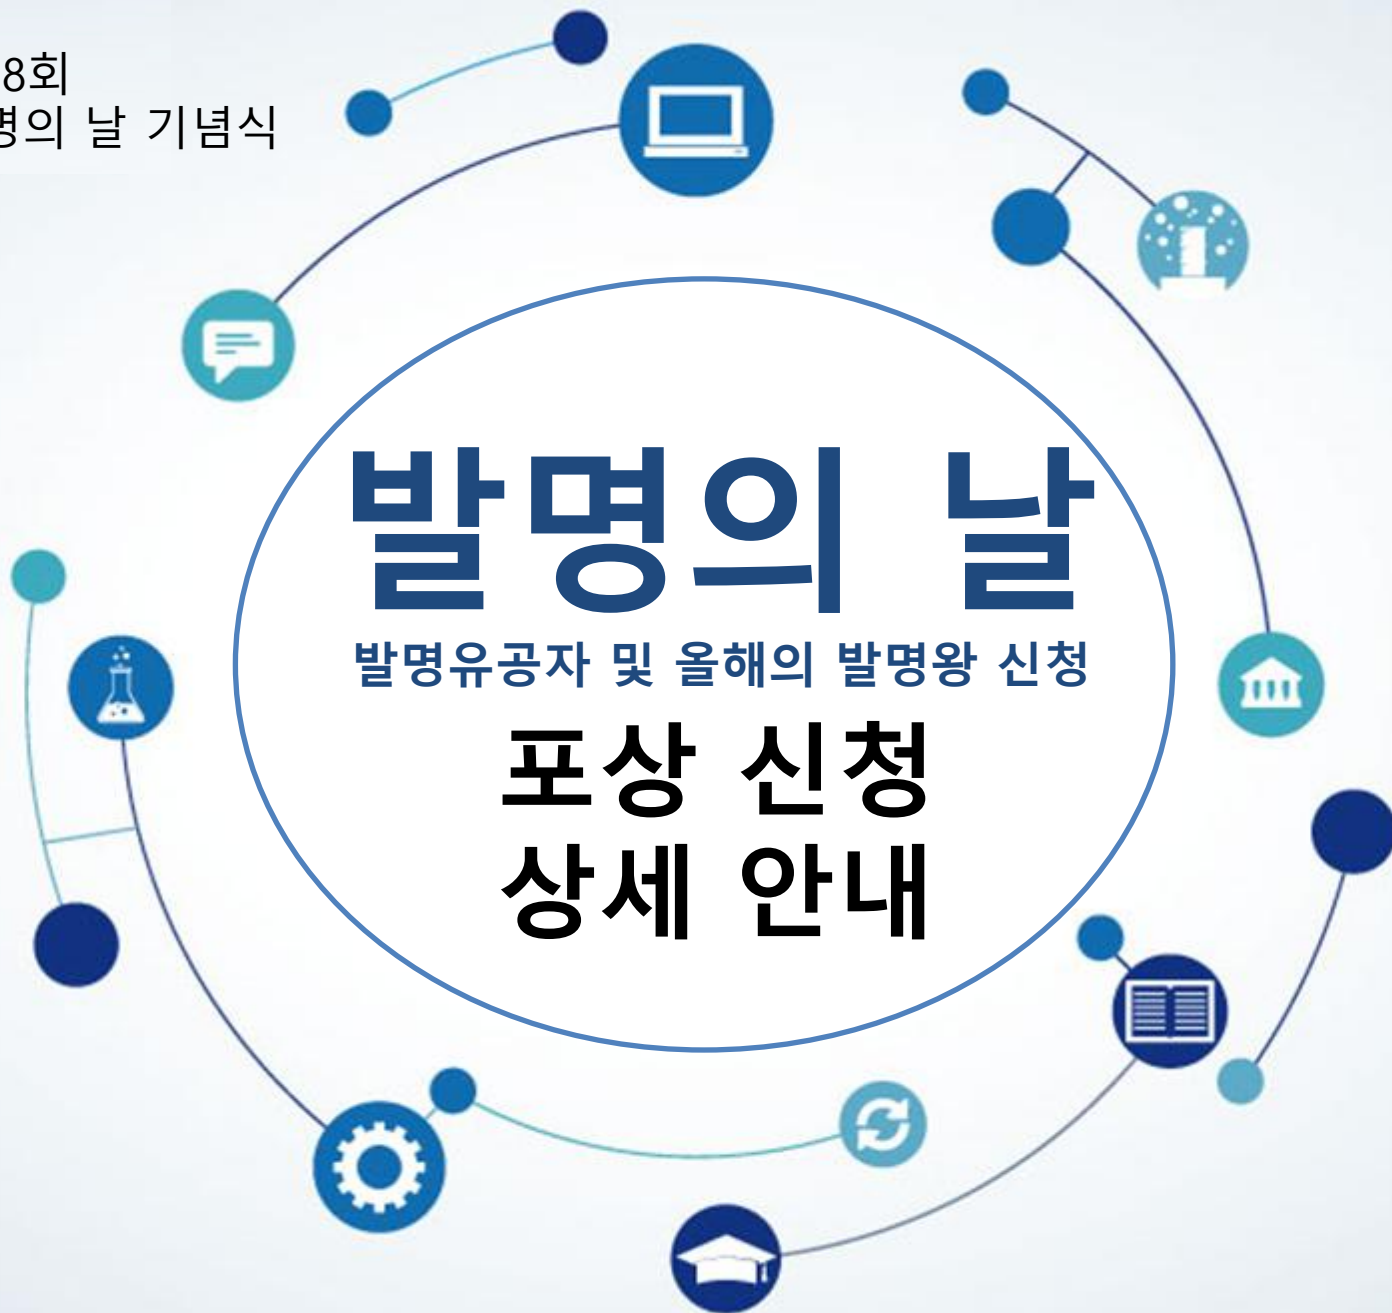 8회
명의 날 기념식
발명의 날
발명유공자 및 올해의 발명왕 신청
포상 신청
상세 안내